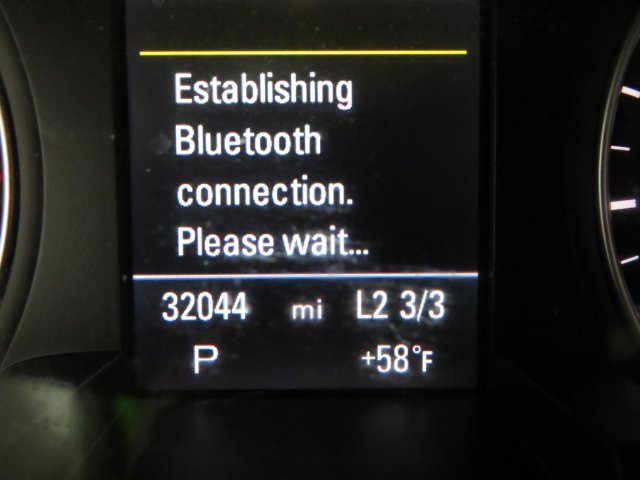 Establishing
Bluetooth
connection.
Please wait...
32044 mi L2 3/3
P +58°F